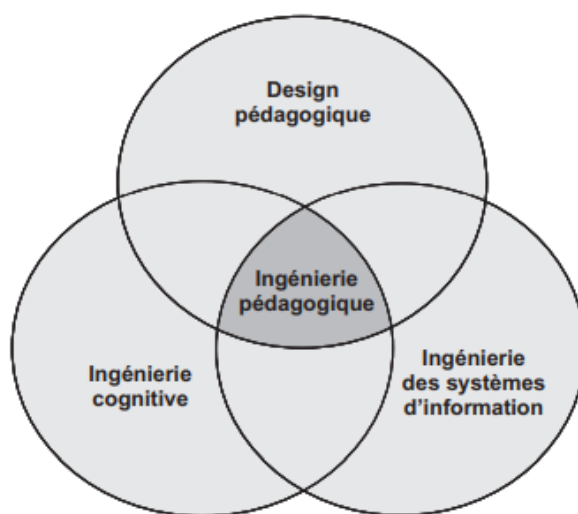 Design
pédagogique
Ingénierie
pédagogique
Ingénierie
cognitive
Ingénierie
des systèmes
d’information